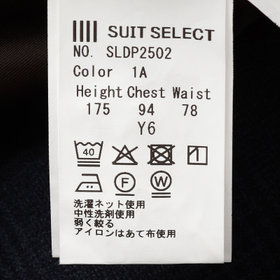 SUIT SELECT
NO. SLDP2502
Color 1A
Height Chest Waist
175 94 78
Y6
40
F W
洗濯ネット使用
中性洗剤使用
弱く絞る
アイロンはあて布使用